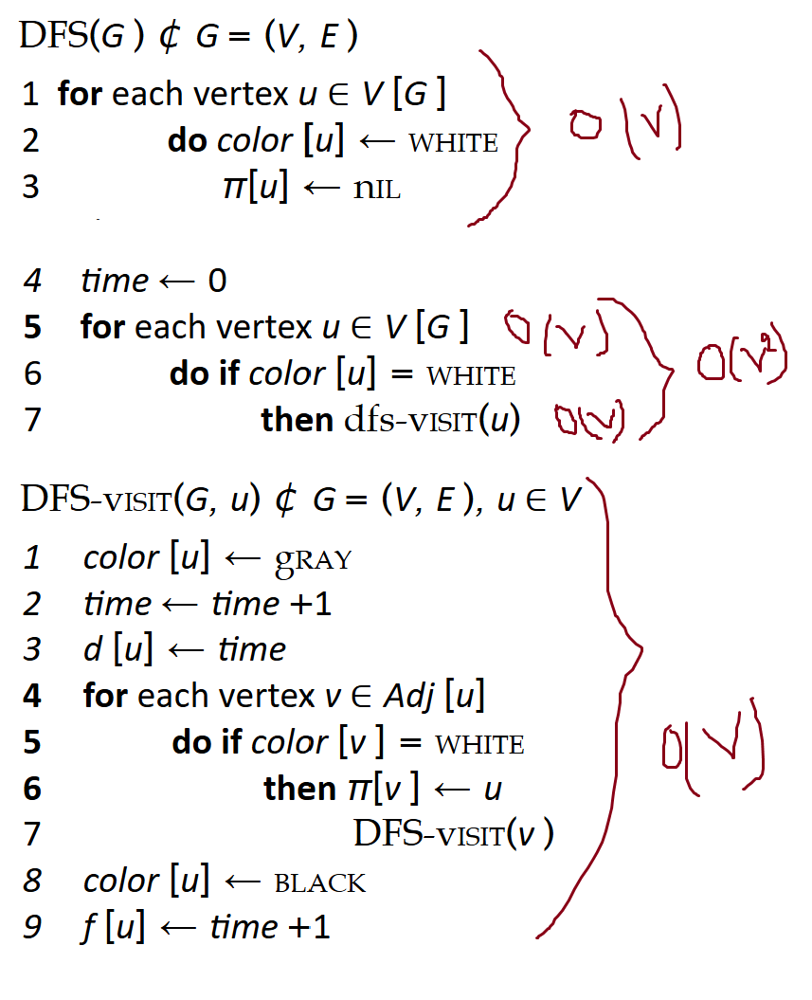 DFS(G) ⊄ G = (V, E)
1 for each vertex u ∈ V [G] O(V)
2 do color [u] ← WHITE
3 π[u] ← nIL
4 time ← 0
5 for each vertex u ∈ V [G] O(V)
6 do if color [u] = WHITE O(V²)
7 then dfs-VISIT(u) O(V)
DFS-VISIT(G, u) ⊄ G = (V, E), u ∈ V
1 color [u] ← gRAY
2 time ← time +1
3 d [u] ← time
4 for each vertex v ∈ Adj [u]
5 do if color [v] = WHITE O(V)
6 then π[v] ← u
7 DFS-VISIT(v)
8 color [u] ← BLACK
9 f [u] ← time +1